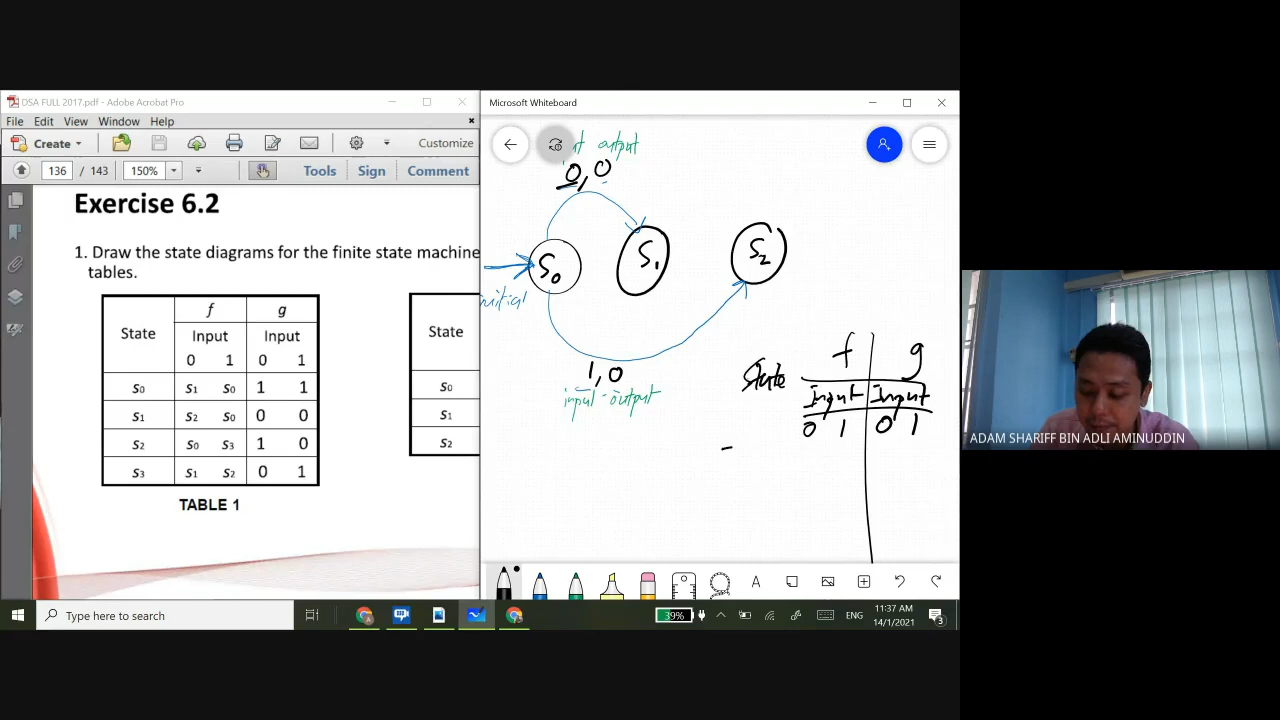 DSA FULL 2017.pdf - Adobe Acrobat Pro
File Edit View Window Help
Create
Customize
136 / 143 150%
Tools Sign Comment
Exercise 6.2
1. Draw the state diagrams for the finite state machine
tables.
State f g
Input Input
0 1 0 1
s0 s1 s0 1 1
s1 s2 s0 0 0
s2 s0 s3 1 0
s3 s1 s2 0 1
TABLE 1
State
s0
s1
s2
Microsoft Whiteboard
output
0, 0
S0 S1 S2
initial
1, 0
input output
State f g
Input Input
0 1 0 1
A
Type here to search
39%
ENG
11:37 AM
14/1/2021
3
ADAM SHARIFF BIN ADLI AMINUDDIN